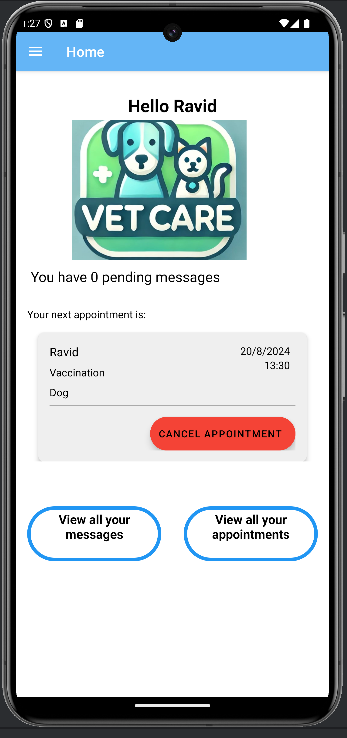 1:27
Home
Hello Ravid
VET CARE
You have 0 pending messages
Your next appointment is:
Ravid
20/8/2024
Vaccination
13:30
Dog
CANCEL APPOINTMENT
View all your
messages
View all your
appointments